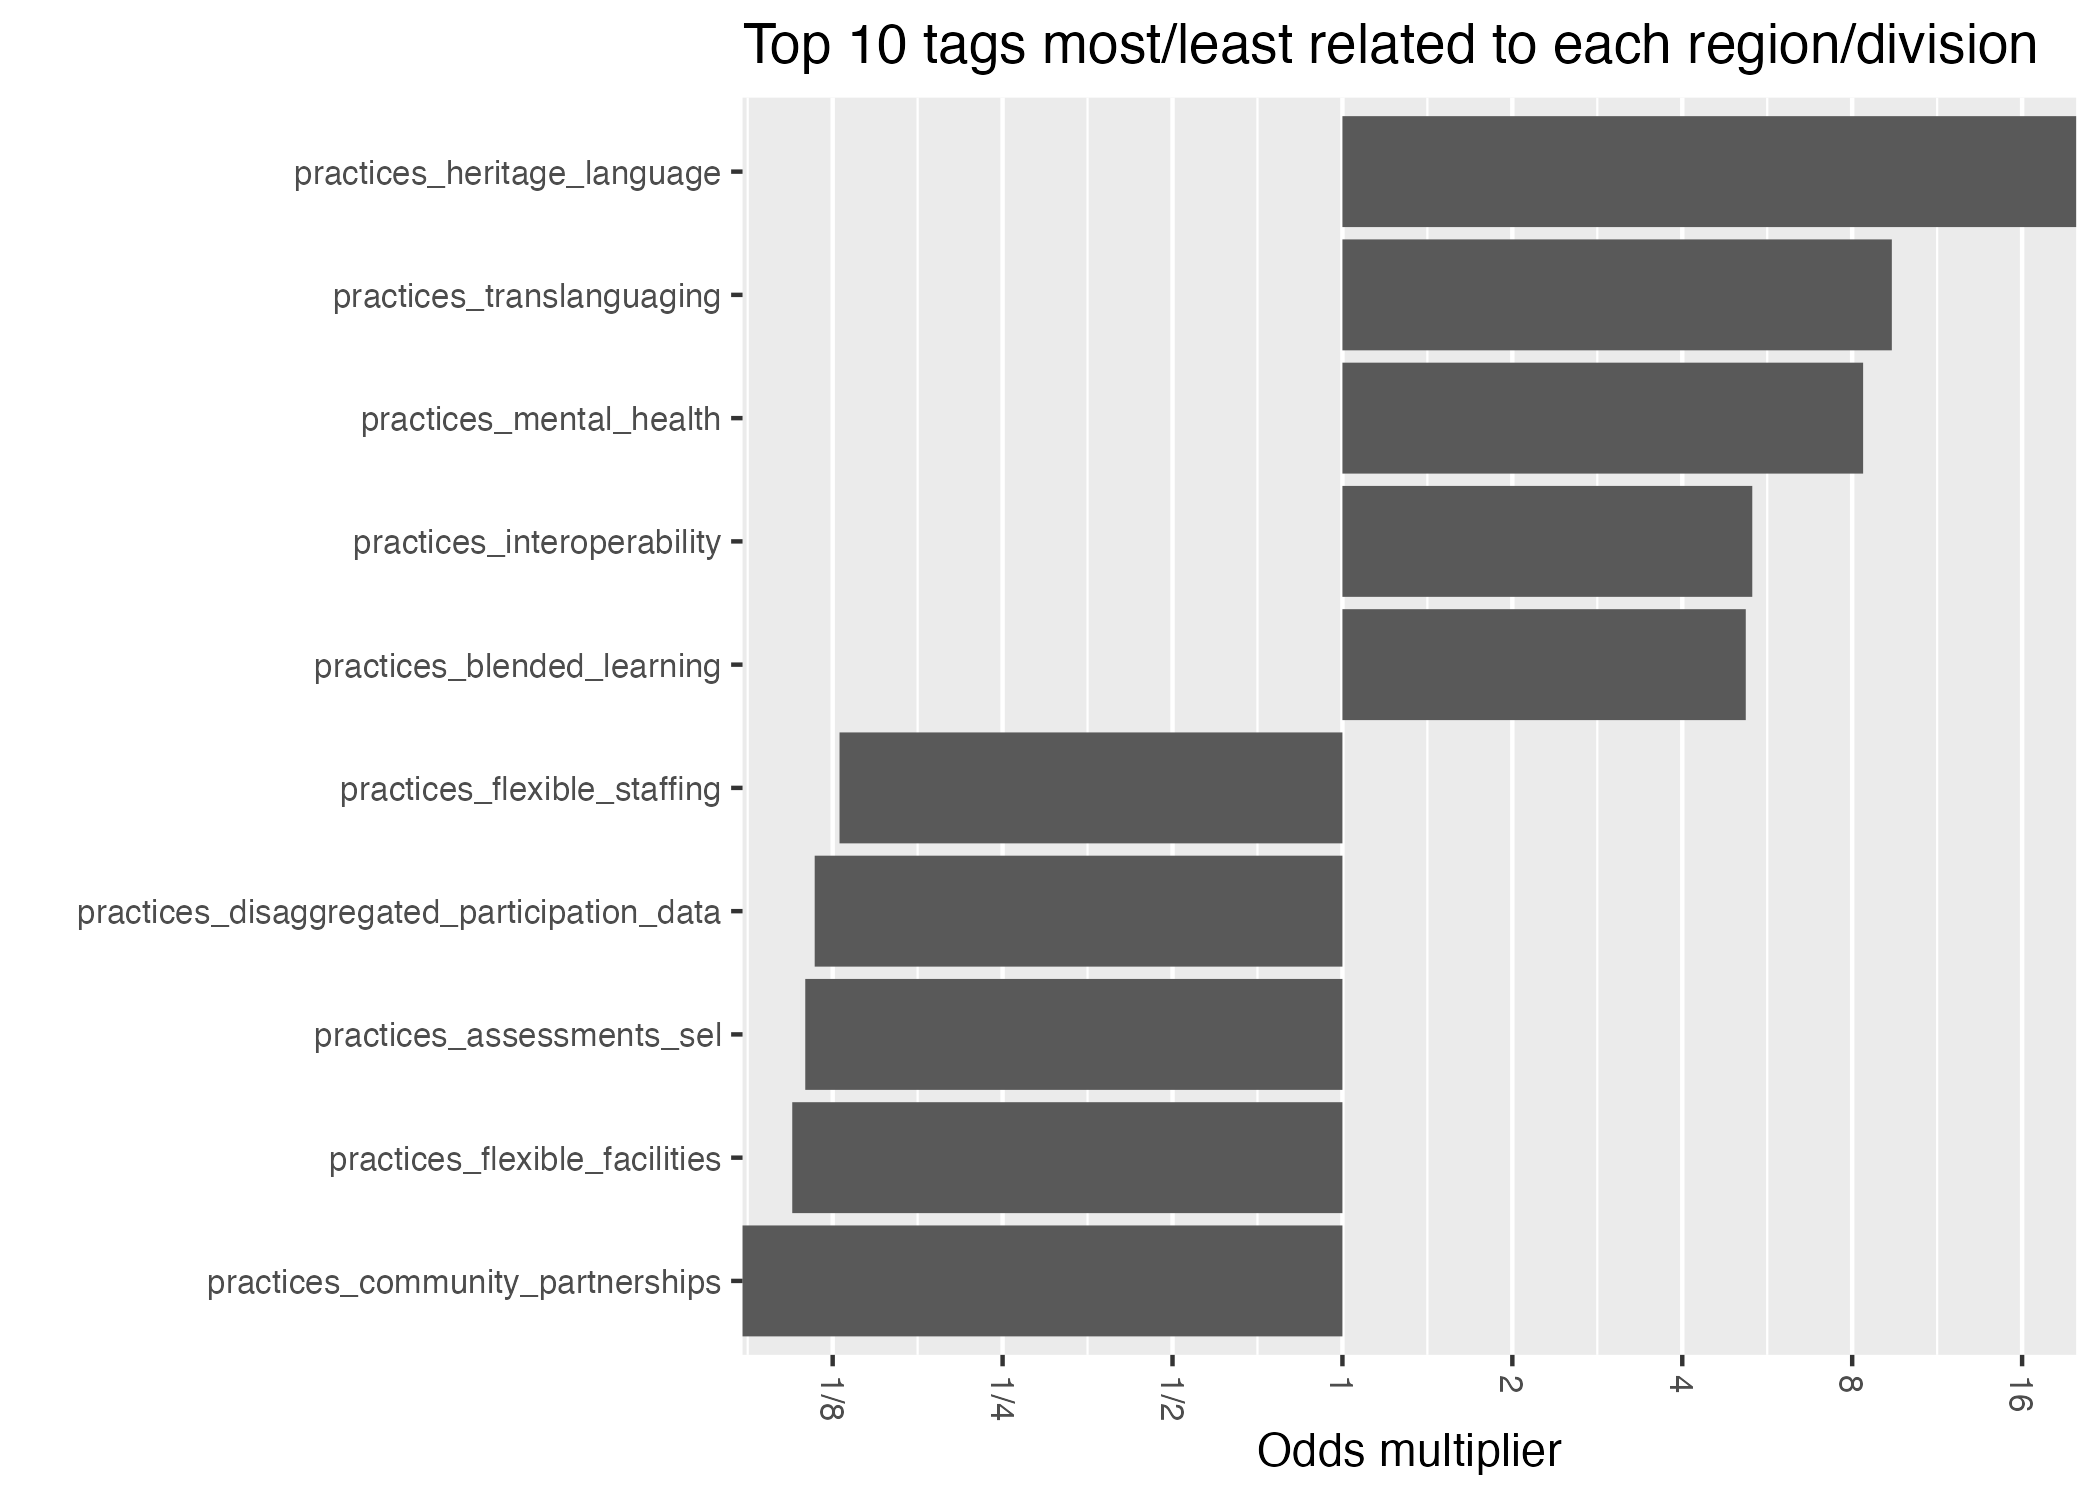 Top 10 tags most/least related to each region/division
practices_heritage_language
practices_translanguaging
practices_mental_health
practices_interoperability
practices_blended_learning
practices_flexible_staffing
practices_disaggregated_participation_data
practices_assessments_sel
practices_flexible_facilities
practices_community_partnerships
1/8 1/4 1/2 1 2 4 8 16
Odds multiplier